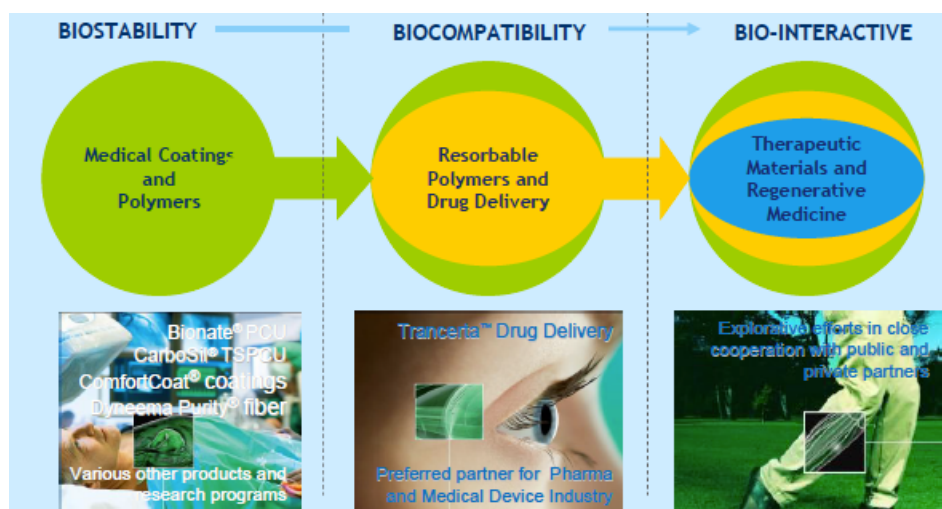 BIOSTABILITY
BIOCOMPATIBILITY
BIO-INTERACTIVE
Medical Coatings
and
Polymers
Resorbable
Polymers and
Drug Delivery
Therapeutic
Materials and
Regenerative
Medicine
Bionate® PCU
CarboSil® TSPCU
ComfortCoat® coatings
Dyneema Purity® fiber
Various other products and
research programs
Trancerta™ Drug Delivery
Preferred partner for Pharma
and Medical Device Industry
Explorative efforts in close
cooperation with public and
private partners